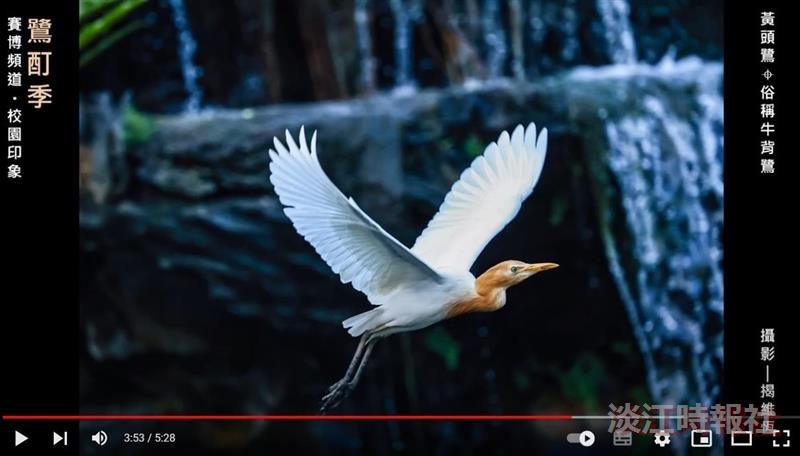 鷺酊季
賽博頻道・校園印象
黃頭鷺⌖俗稱牛背鷺
攝影—揭維恆
淡江時報社
3:53 / 5:28